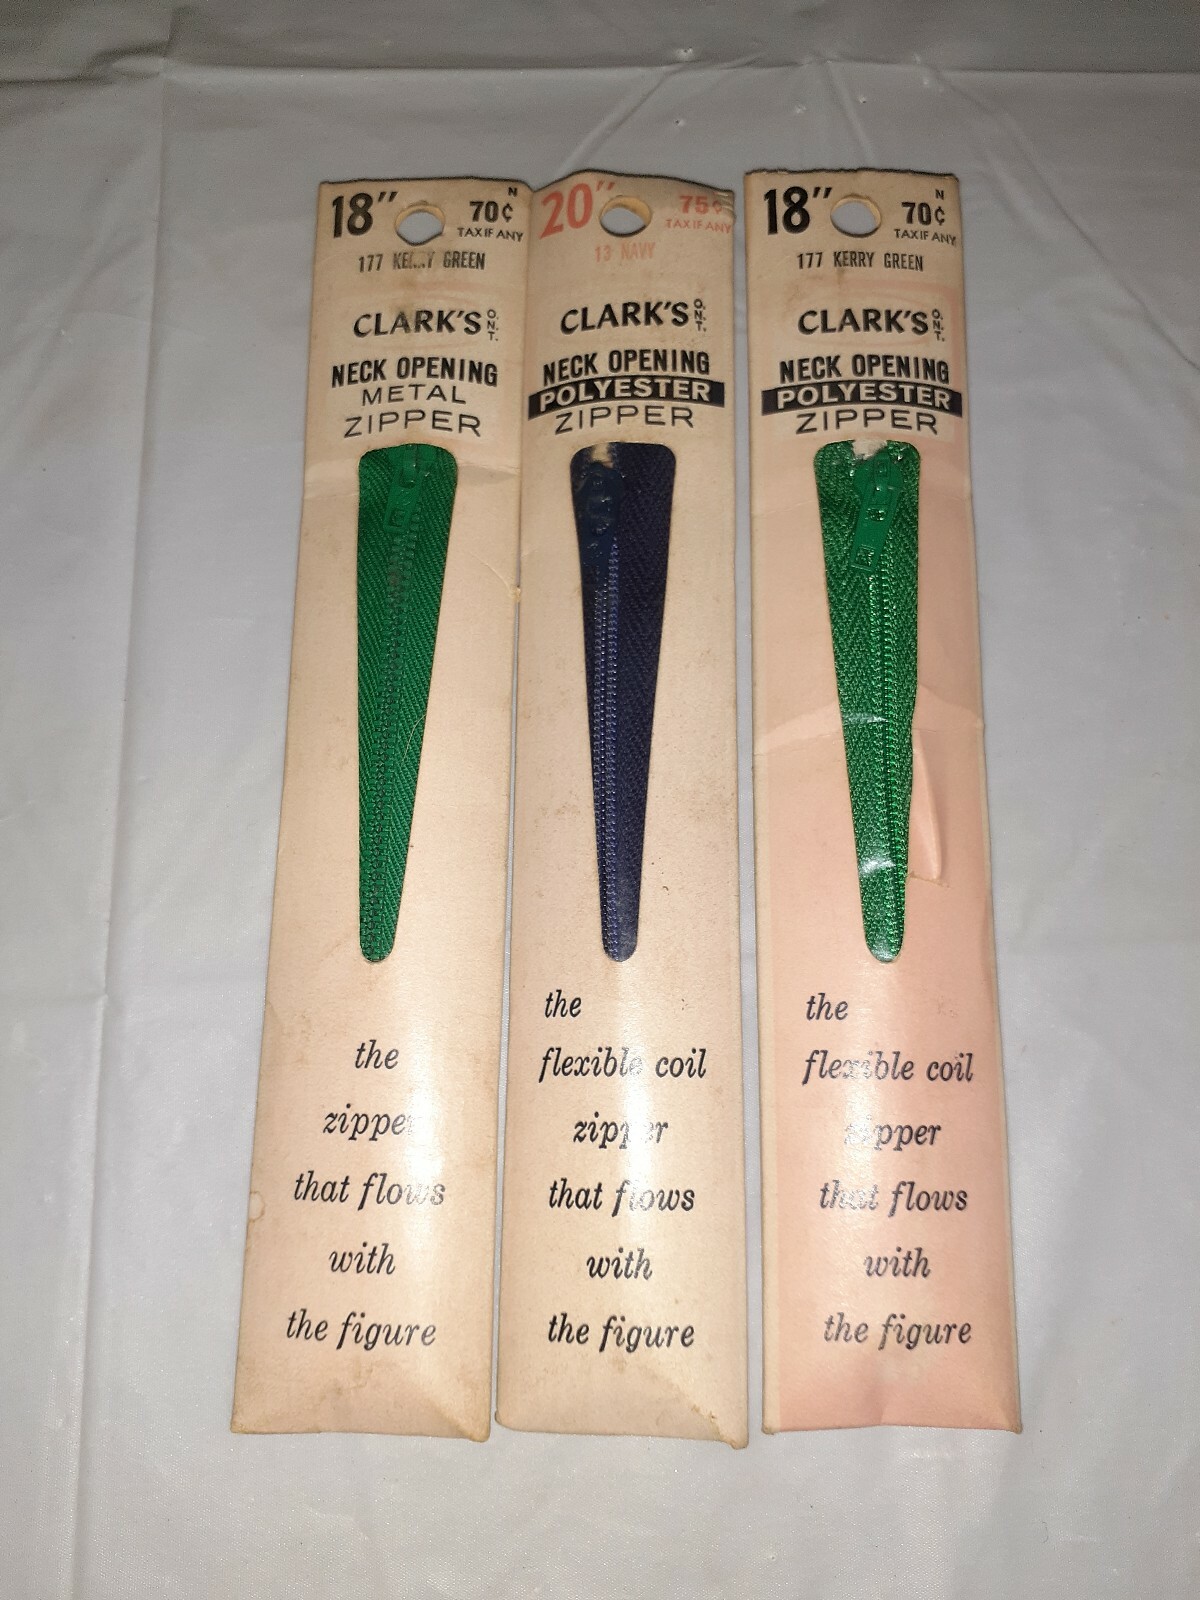 18" N 70¢
TAX IF ANY
177 KERRY GREEN
CLARK'S O.N.T.
NECK OPENING
METAL
ZIPPER
the
zipper
that flows
with
the figure
20" 75¢
TAX IF ANY
13 NAVY
CLARK'S O.N.T.
NECK OPENING
POLYESTER
ZIPPER
the
flexible coil
zipper
that flows
with
the figure
18" N 70¢
TAX IF ANY
177 KERRY GREEN
CLARK'S O.N.T.
NECK OPENING
POLYESTER
ZIPPER
the
flexible coil
zipper
that flows
with
the figure